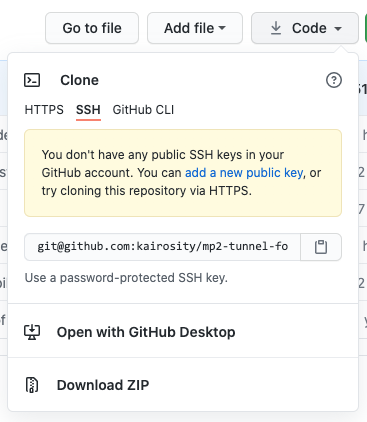 Go to file Add file Code
Clone
HTTPS SSH GitHub CLI
You don't have any public SSH keys in your
GitHub account. You can add a new public key, or
try cloning this repository via HTTPS.
git@github.com:kairosity/mp2-tunnel-fo
Use a password-protected SSH key.
Open with GitHub Desktop
Download ZIP